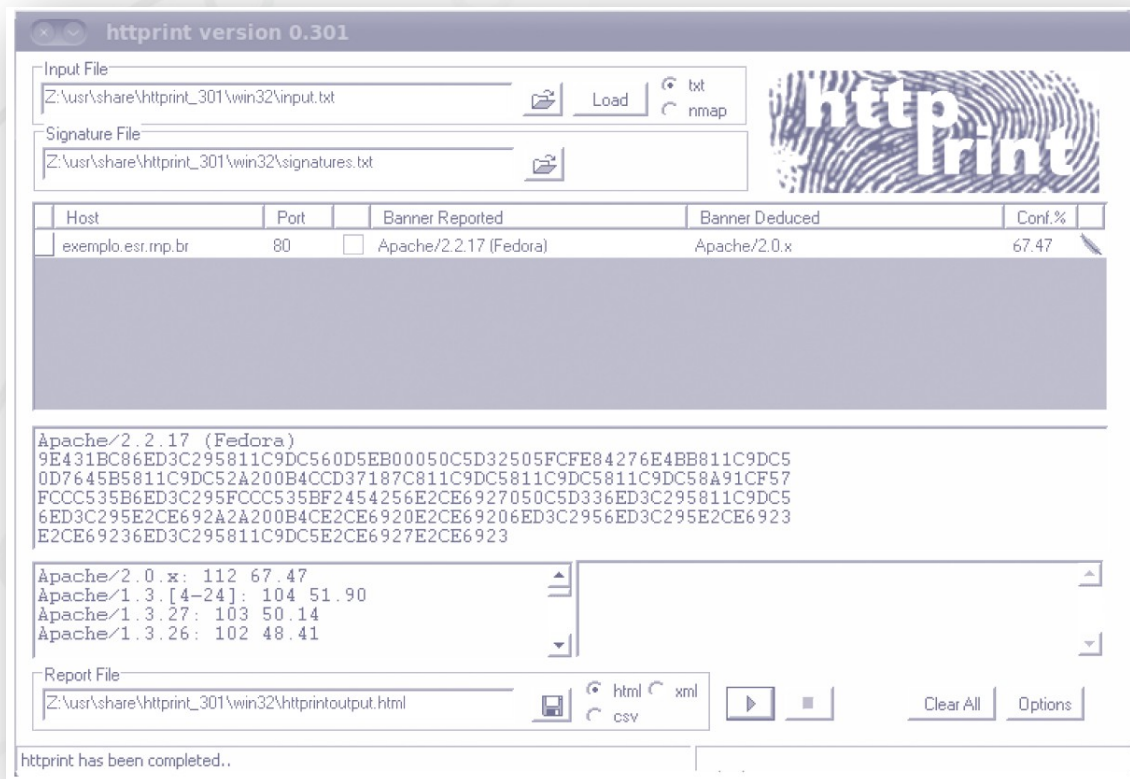 httprint version 0.301
Input File
Z:\usr\share\httprint_301\win32\input.txt
Load
txt
nmap
Signature File
Z:\usr\share\httprint_301\win32\signatures.txt
http
Print
Host Port Banner Reported Banner Deduced Conf.%
exemplo.esr.rnp.br 80 Apache/2.2.17 (Fedora) Apache/2.0.x 67.47
Apache/2.2.17 (Fedora)
9E431BC86ED3C295811C9DC560D5EB00050C5D32505FCFE84276E4BB811C9DC5
0D7645B5811C9DC52A200B4CCD37187C811C9DC5811C9DC5811C9DC58A91CF57
FCCC535B6ED3C295FCCC535BF2454256E2CE6927050C5D336ED3C295811C9DC5
6ED3C295E2CE692A2A200B4CE2CE6920E2CE69206ED3C2956ED3C295E2CE6923
E2CE69236ED3C295811C9DC5E2CE6927E2CE6923
Apache/2.0.x: 112 67.47
Apache/1.3.[4-24]: 104 51.90
Apache/1.3.27: 103 50.14
Apache/1.3.26: 102 48.41
Report File
Z:\usr\share\httprint_301\win32\httprintoutput.html
html xml
csv
Clear All
Options
httprint has been completed..